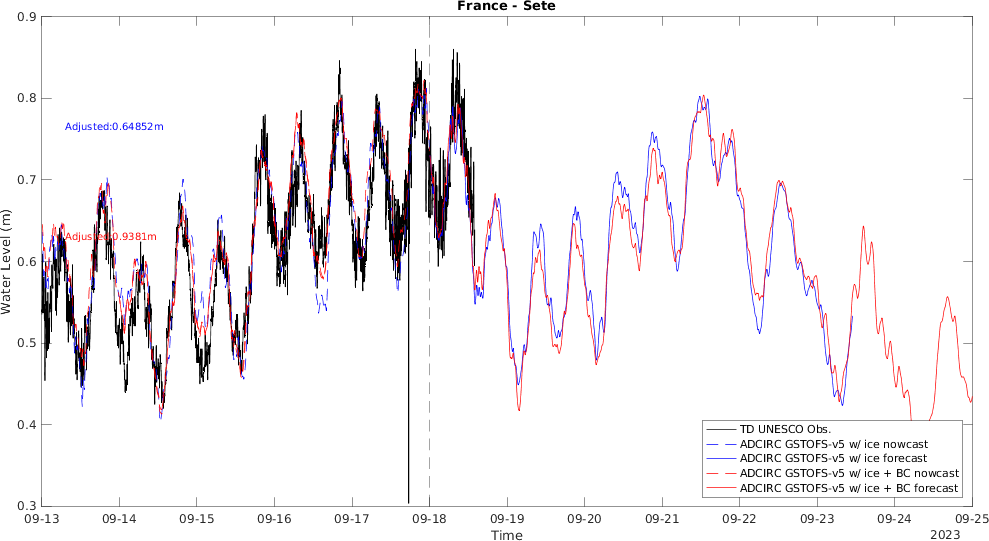 France - Sete
0.9
0.8
0.7
0.6
0.5
0.4
0.3
Water Level (m)
Adjusted:0.64852m
Adjusted:0.9381m
TD UNESCO Obs.
ADCIRC GSTOFS-v5 w/ ice nowcast
ADCIRC GSTOFS-v5 w/ ice forecast
ADCIRC GSTOFS-v5 w/ ice + BC nowcast
ADCIRC GSTOFS-v5 w/ ice + BC forecast
09-13 09-14 09-15 09-16 09-17 09-18 09-19 09-20 09-21 09-22 09-23 09-24 09-25
Time
2023